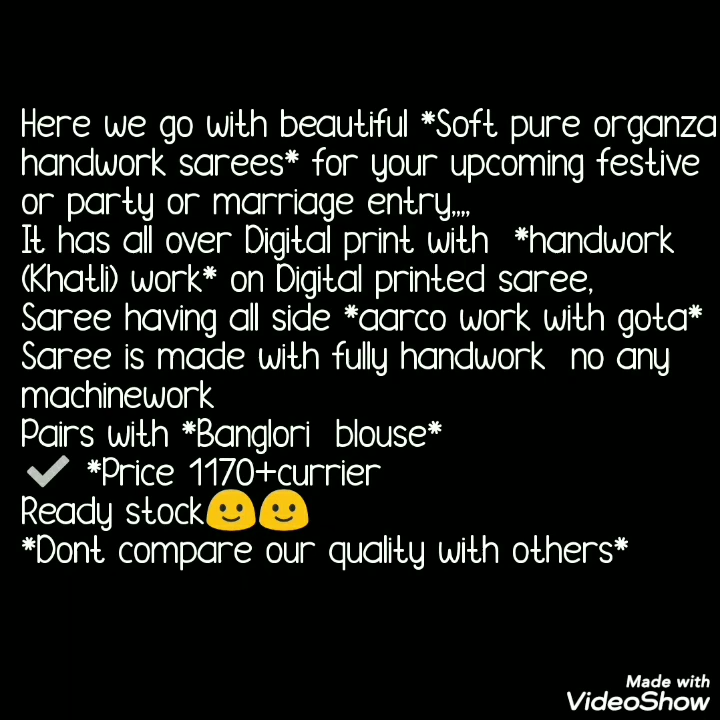 Here we go with beautiful *Soft pure organza
handwork sarees* for your upcoming festive
or party or marriage entry,,,,
It has all over Digital print with  *handwork
(Khatli) work* on Digital printed saree,
Saree having all side *aarco work with gota*
Saree is made with fully handwork  no any
machinework
Pairs with *Banglori  blouse*
✔ *Price 1170+currier
Ready stock🙂🙂
*Dont compare our quality with others*
Made with
VideoShow